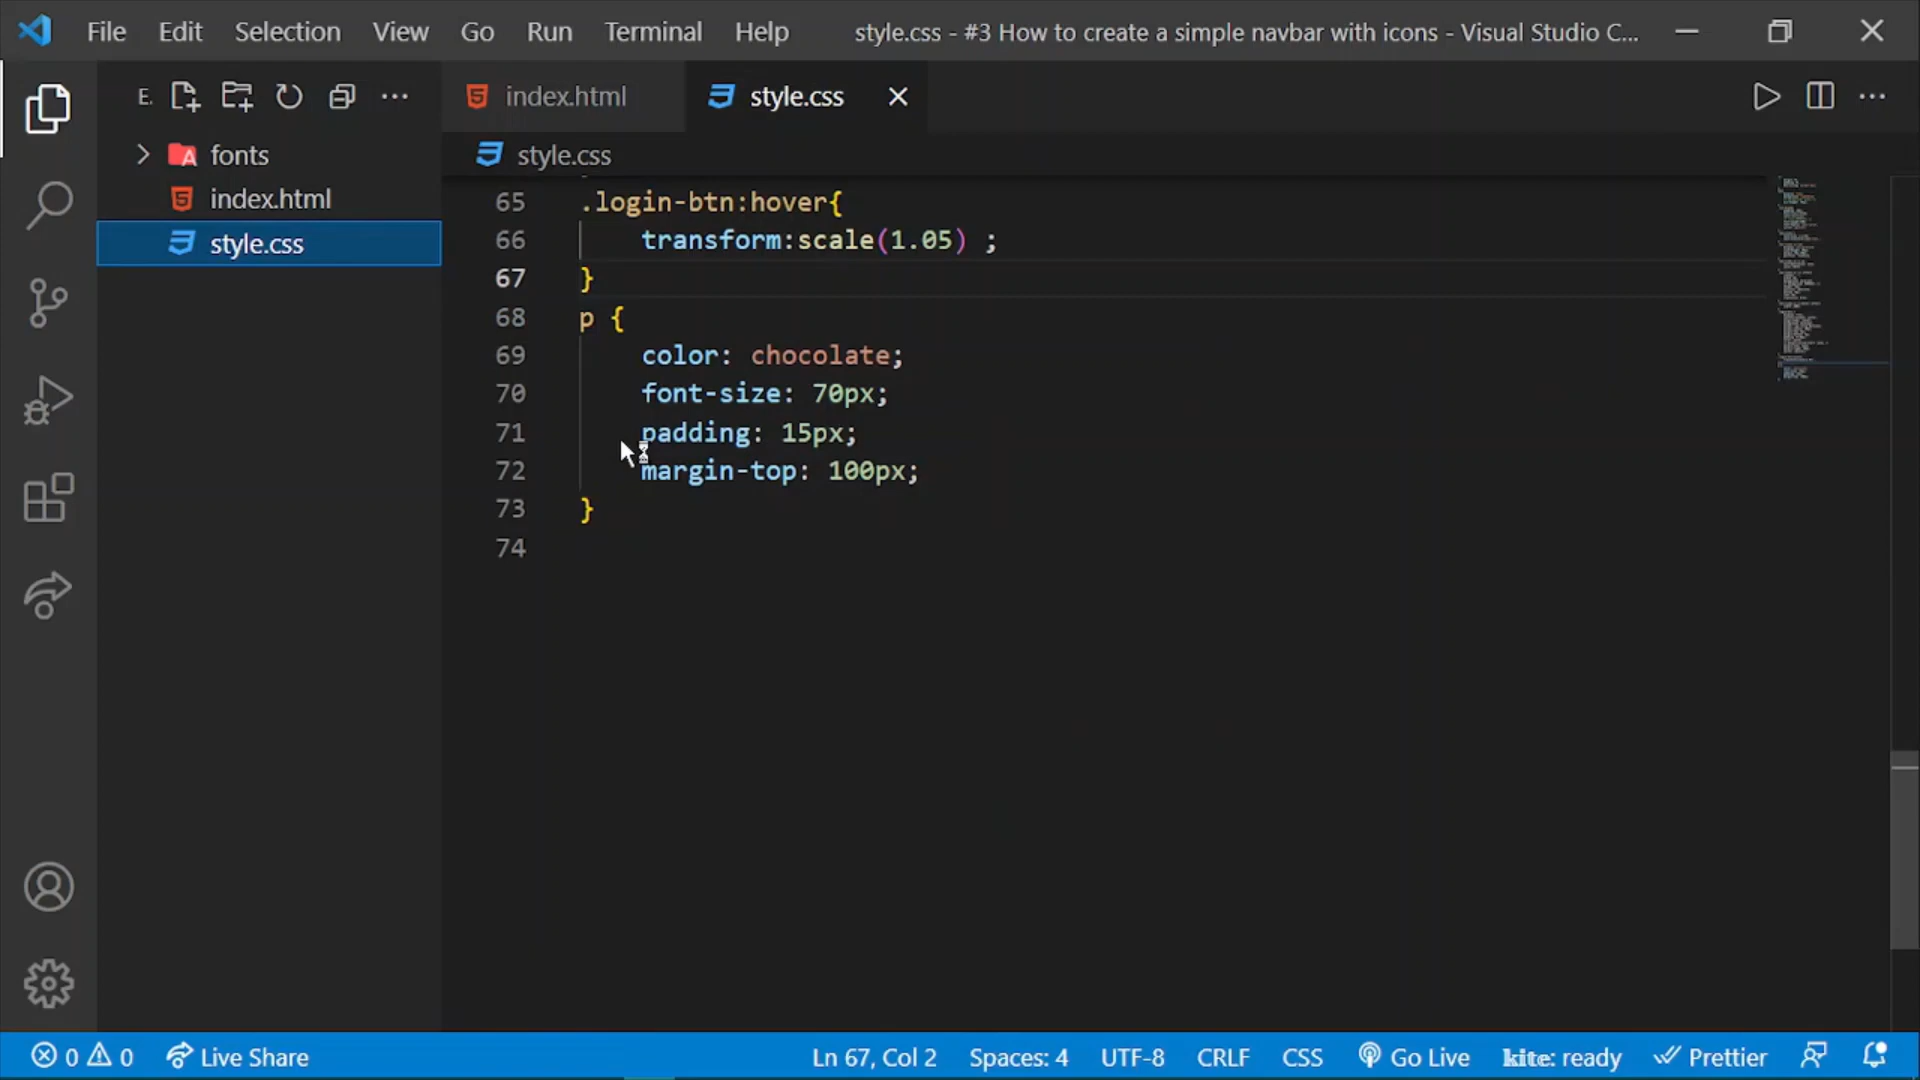 File Edit Selection View Go Run Terminal Help style.css - #3 How to create a simple navbar with icons - Visual Studio C...
E.
fonts
index.html
style.css
index.html
style.css
style.css
65 .login-btn:hover{
66 transform:scale(1.05) ;
67 }
68 p {
69 color: chocolate;
70 font-size: 70px;
71 padding: 15px;
72 margin-top: 100px;
73 }
74
0 0 Live Share Ln 67, Col 2 Spaces: 4 UTF-8 CRLF CSS Go Live kite: ready Prettier